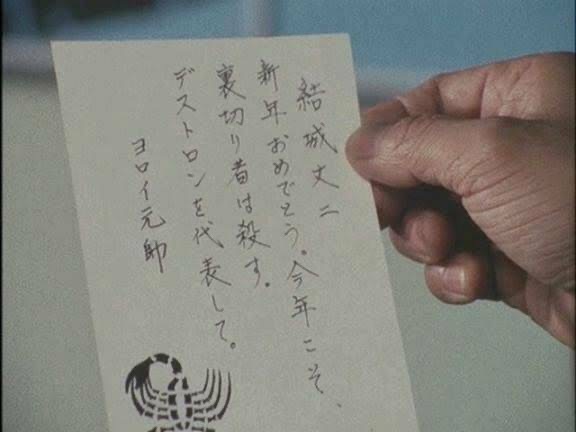 結城丈二
新年おめでとう。今年こそ、
裏切り者は殺す。
デストロンを代表して。
ヨロイ元帥